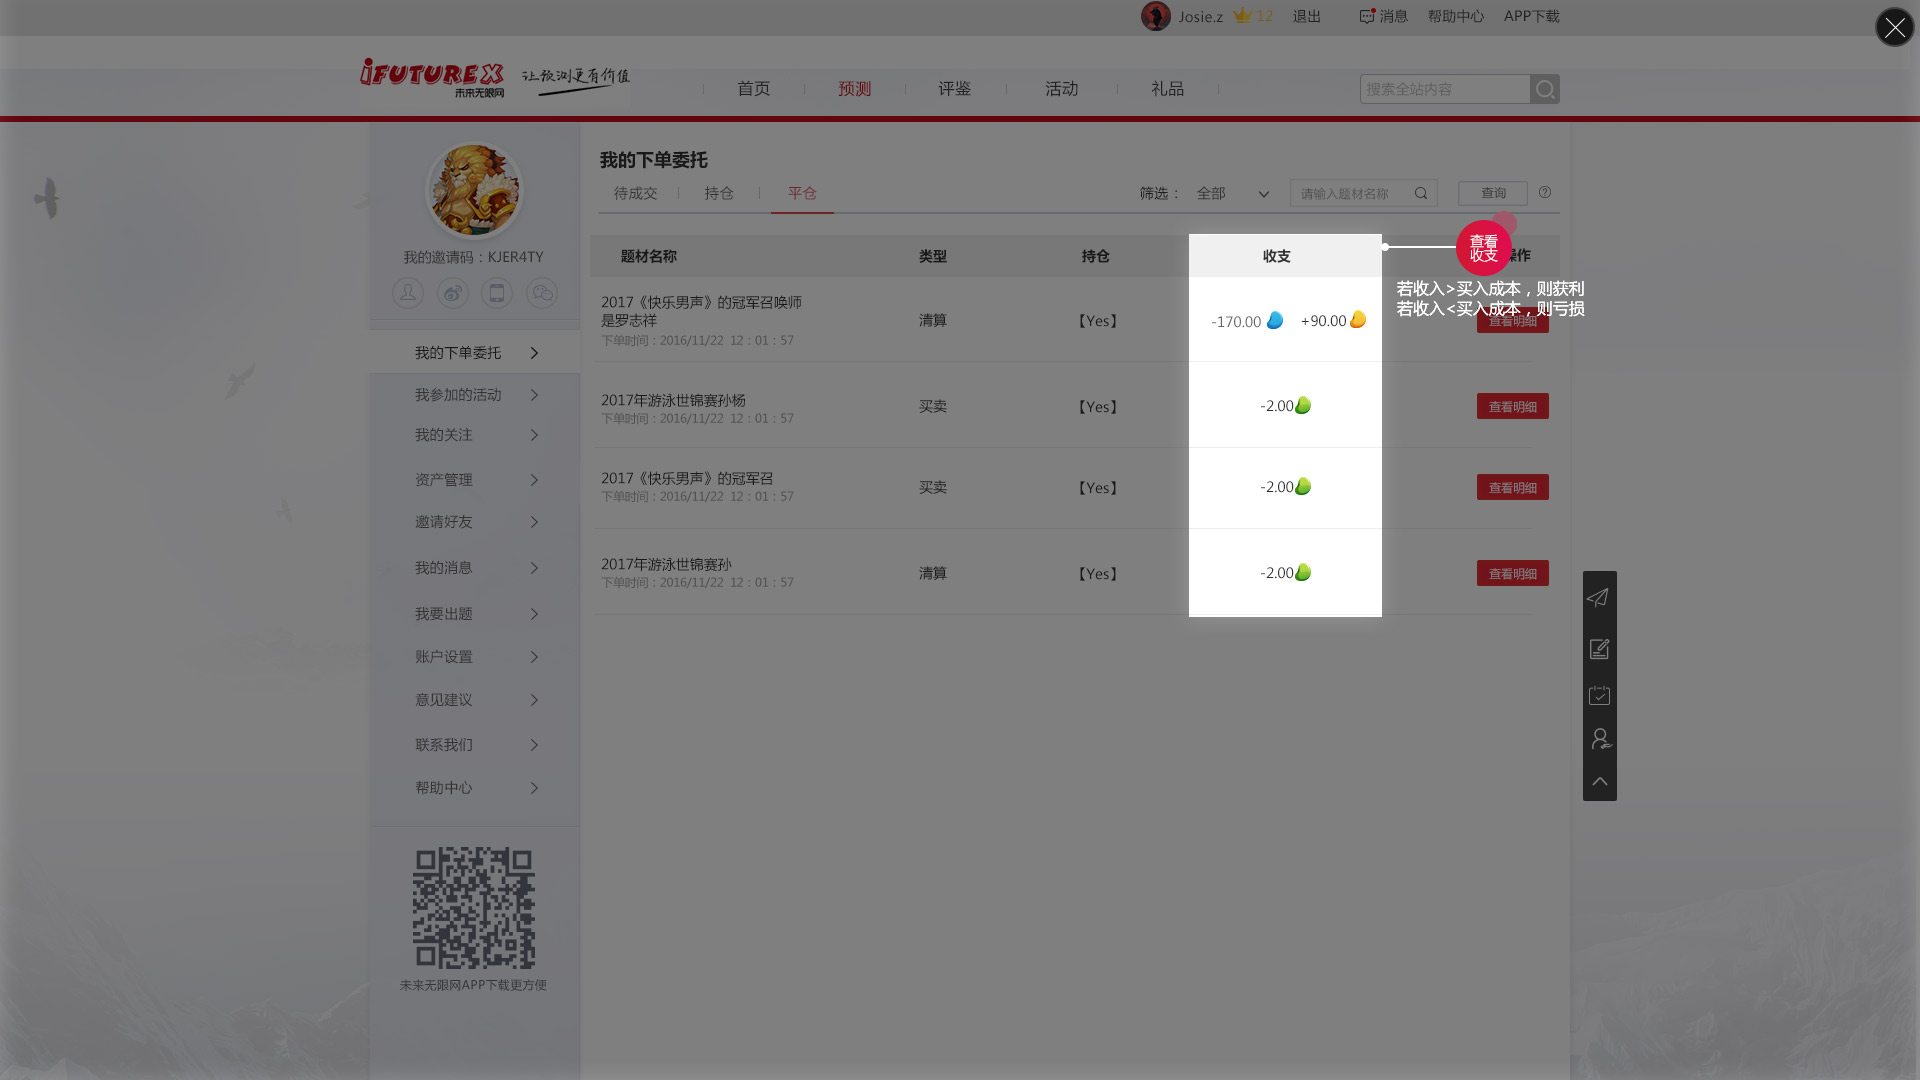 Josie.z 12 退出 消息 帮助中心 APP下载
iFUTUREX 未来无限网 让预测更有价值
首页 预测 评鉴 活动 礼品 搜索全站内容
我的邀请码：KJER4TY
我的下单委托
我参加的活动
我的关注
资产管理
邀请好友
我的消息
我要出题
账户设置
意见建议
联系我们
帮助中心
未来无限网APP下载更方便
我的下单委托
待成交 持仓 平仓 筛选： 全部 请输入题材名称 查询
题材名称 类型 持仓 收支 操作
查看
收支
若收入>买入成本，则获利
若收入<买入成本，则亏损
2017《快乐男声》的冠军召唤师
是罗志祥
下单时间：2016/11/22 12：01：57
清算 【Yes】 -170.00 +90.00 查看明细
2017年游泳世锦赛孙杨
下单时间：2016/11/22 12：01：57
买卖 【Yes】 -2.00 查看明细
2017《快乐男声》的冠军召
下单时间：2016/11/22 12：01：57
买卖 【Yes】 -2.00 查看明细
2017年游泳世锦赛孙
下单时间：2016/11/22 12：01：57
清算 【Yes】 -2.00 查看明细